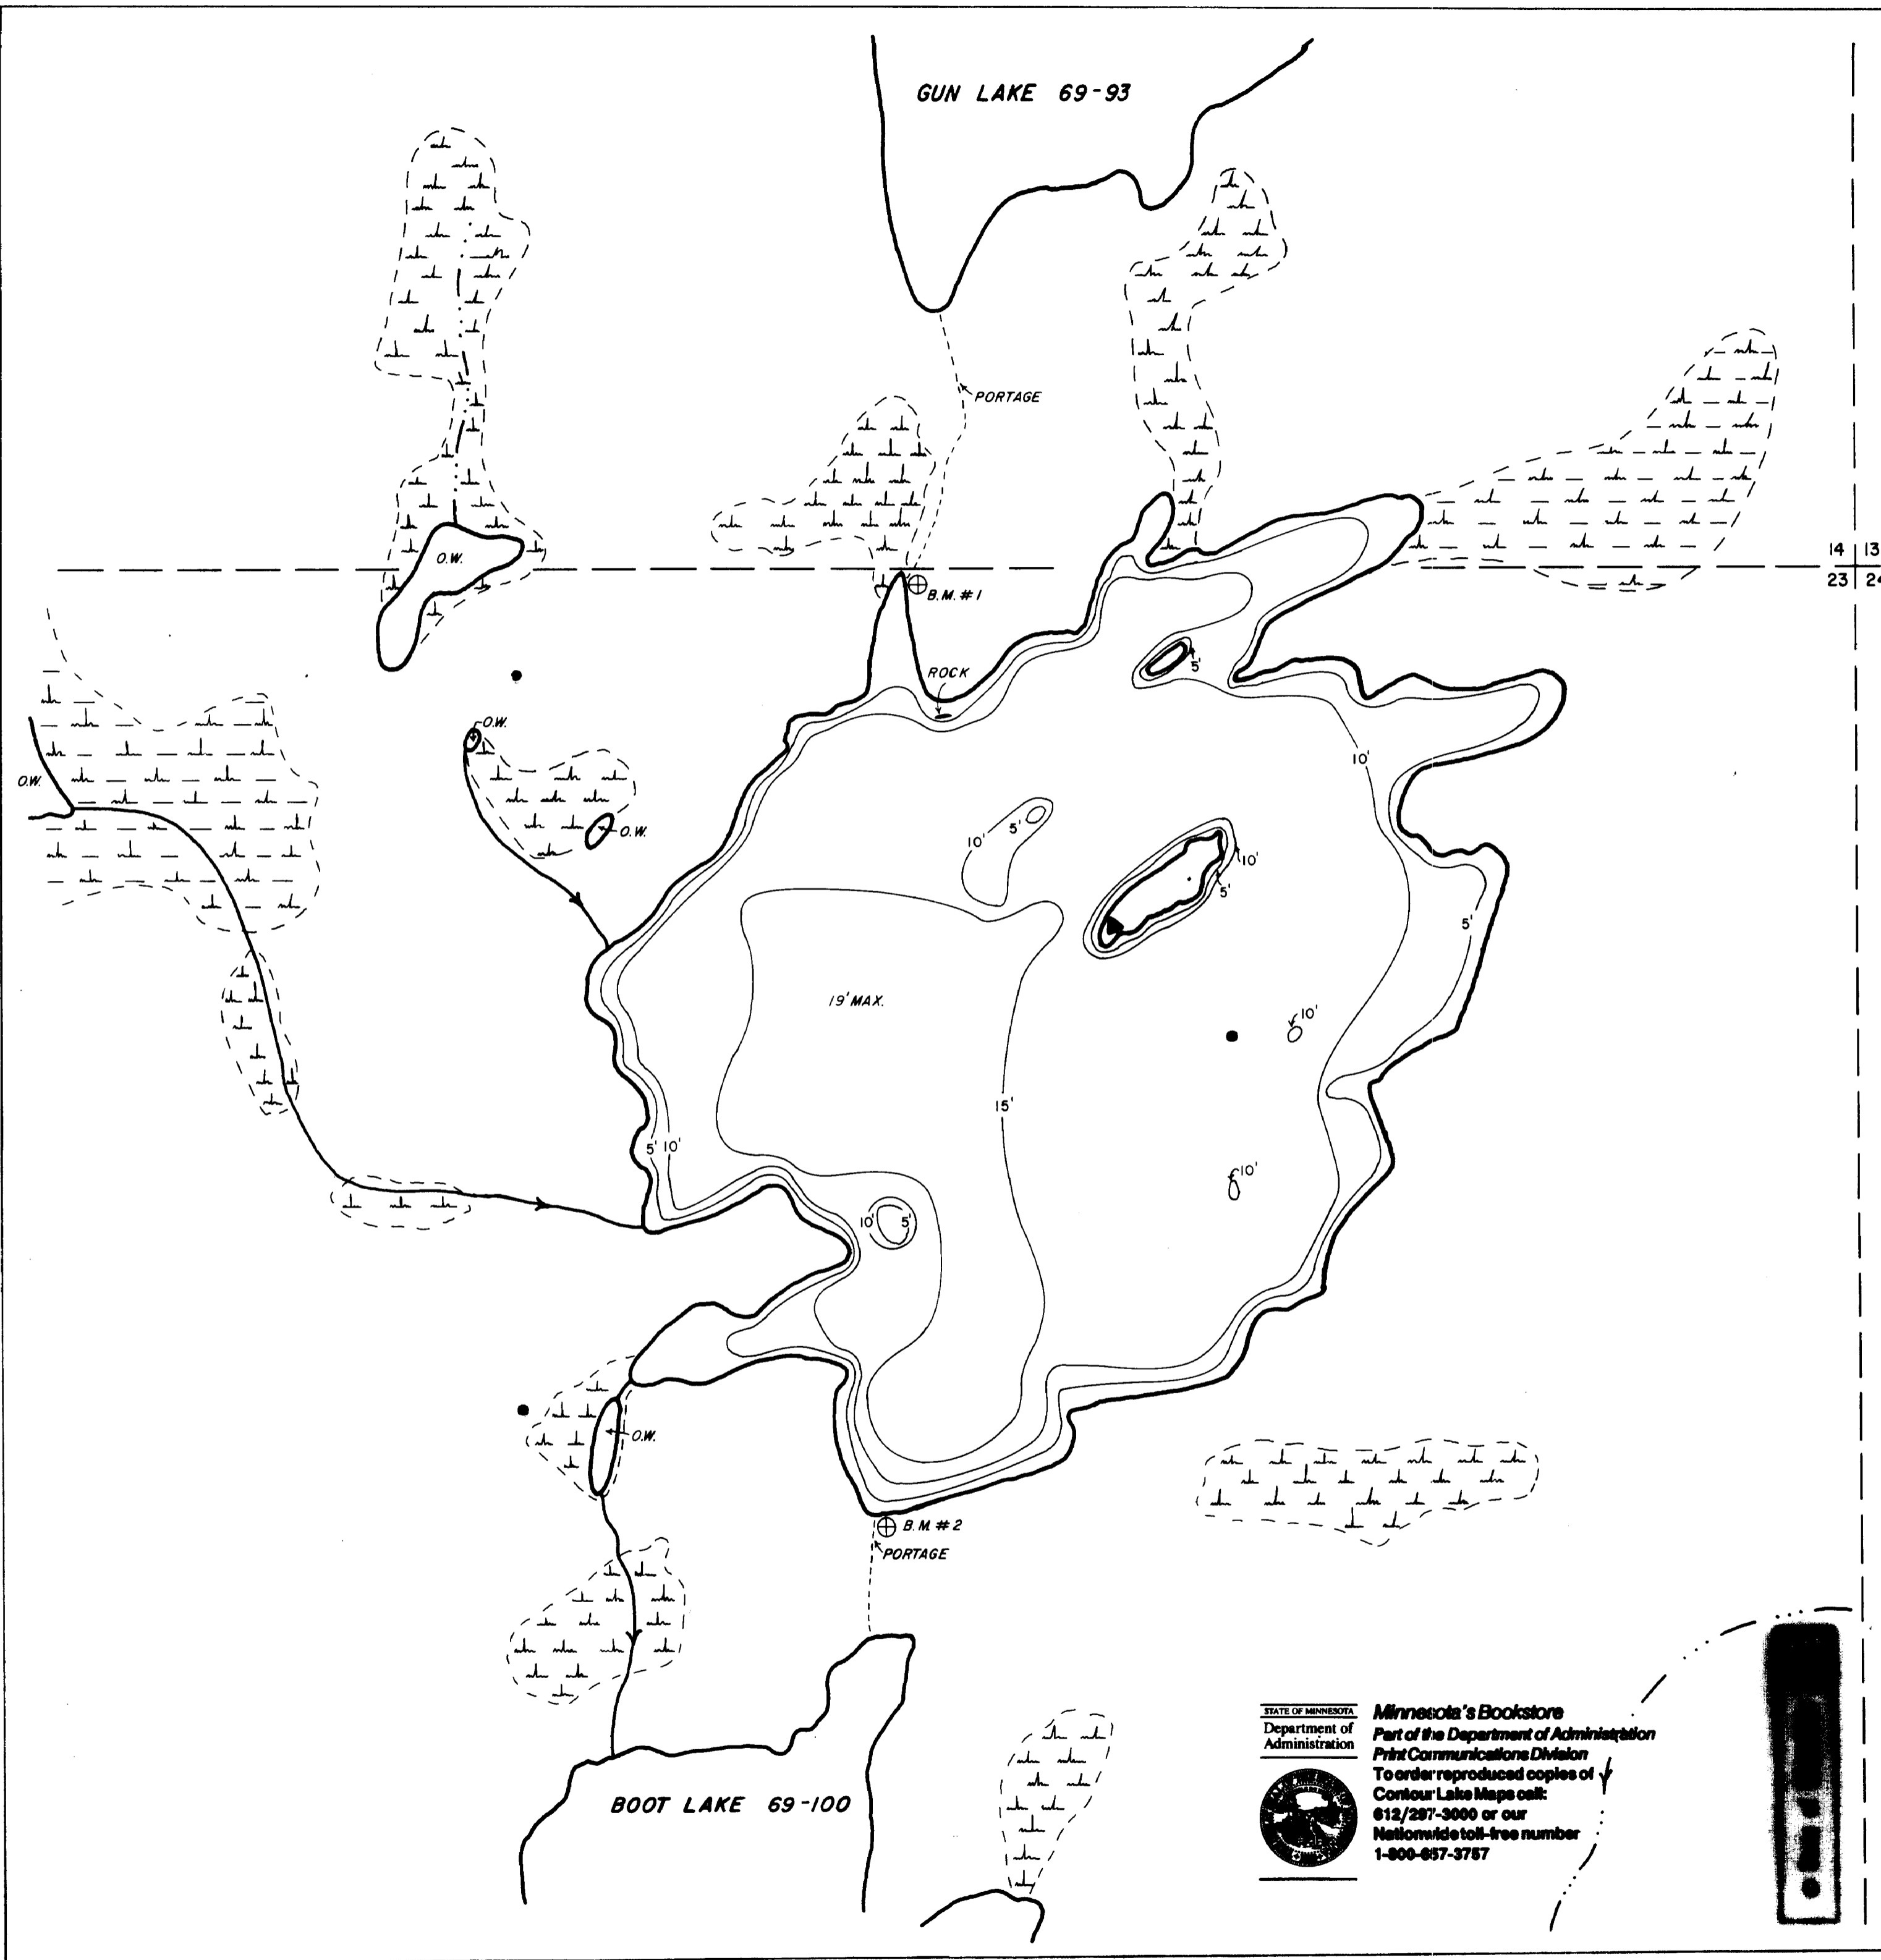 GUN LAKE 69-93
PORTAGE
O.W.
14 13
23 24
B.M. #1
ROCK
5'
O.W.
10'
O.W.
O.W.
5'
10'
10'
5'
5'
19' MAX.
10'
15'
5' 10'
10'
10' 5'
O.W.
B.M. #2
PORTAGE
BOOT LAKE 69-100
STATE OF MINNESOTA
Department of
Administration
Minnesota's Bookstore
Part of the Department of Administration
Print Communications Division
To order reproduced copies of
Contour Lake Maps call:
612/297-3000 or our
Nationwide toll-free number
1-800-657-3757